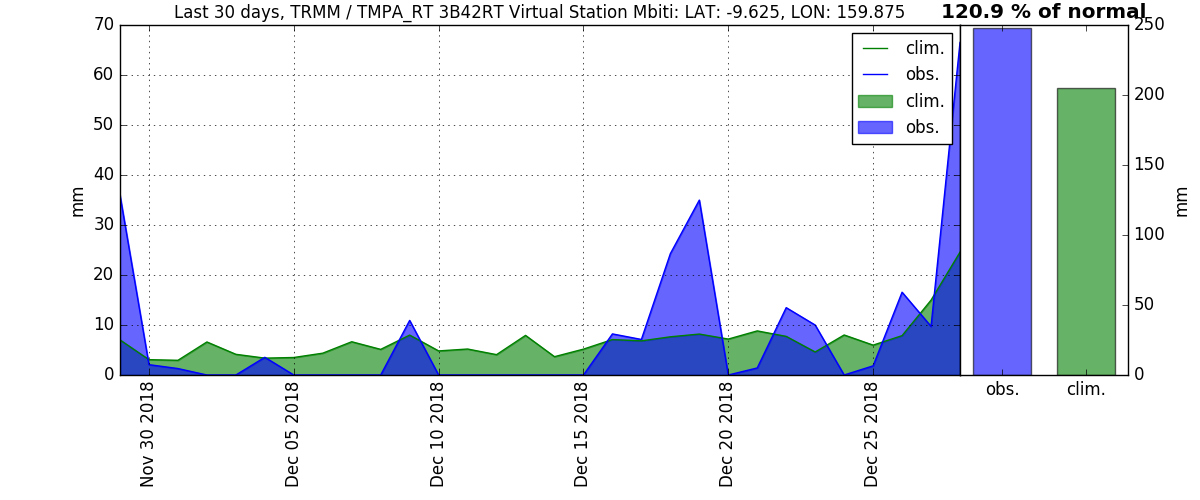 Last 30 days, TRMM / TMPA_RT 3B42RT Virtual Station Mbiti: LAT: -9.625, LON: 159.875
120.9 % of normal
70
60
50
40
30
20
10
0
mm
clim.
obs.
clim.
obs.
Nov 30 2018
Dec 05 2018
Dec 10 2018
Dec 15 2018
Dec 20 2018
Dec 25 2018
250
200
150
100
50
0
mm
obs.
clim.